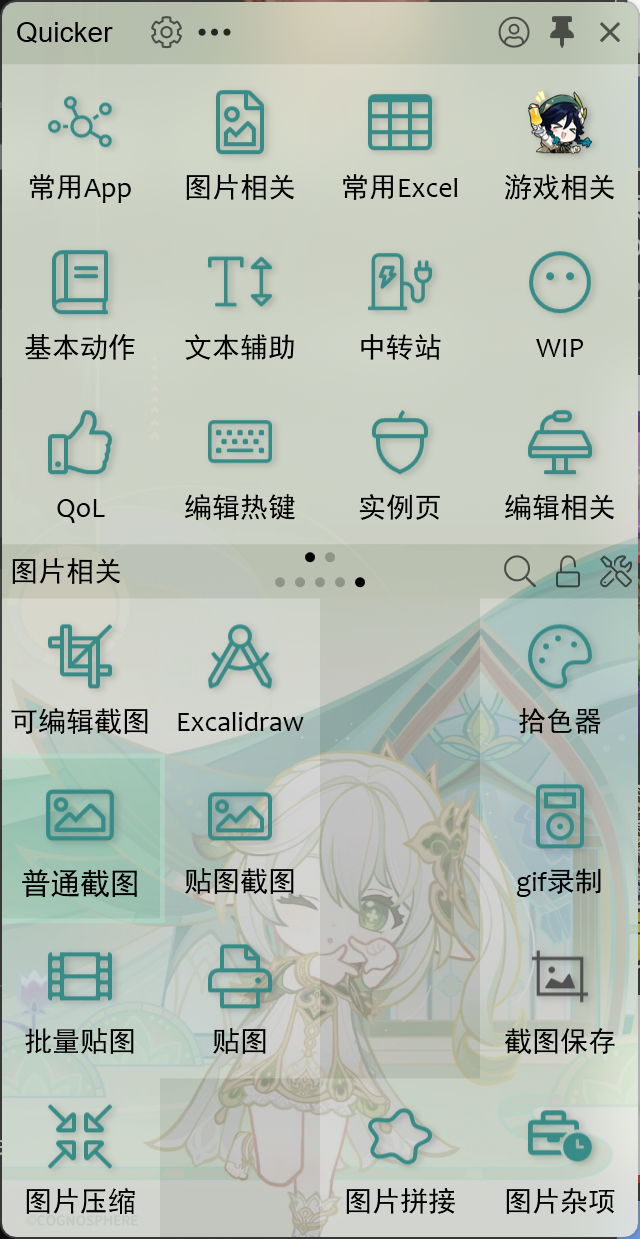 Quicker
常用App 图片相关 常用Excel 游戏相关
基本动作 文本辅助 中转站 WIP
QoL 编辑热键 实例页 编辑相关
图片相关
可编辑截图 Excalidraw 拾色器
普通截图 贴图截图 gif录制
批量贴图 贴图 截图保存
图片压缩 图片拼接 图片杂项
©COGNOSPHERE